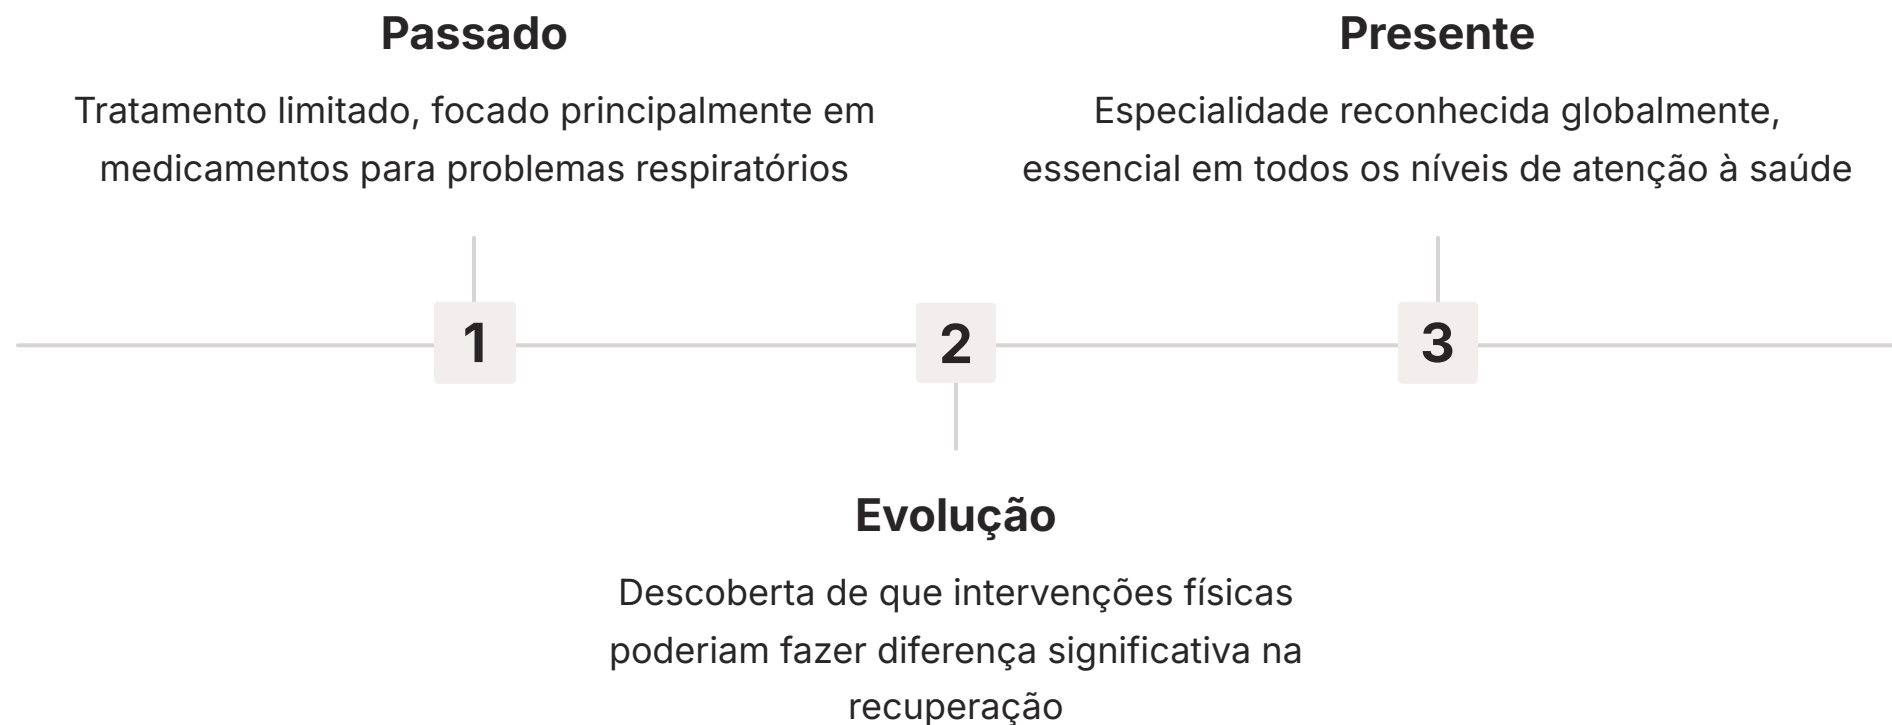 Passado
Tratamento limitado, focado principalmente em
medicamentos para problemas respiratórios
Presente
Especialidade reconhecida globalmente,
essencial em todos os níveis de atenção à saúde
1
2
3
Evolução
Descoberta de que intervenções físicas
poderiam fazer diferença significativa na
recuperação